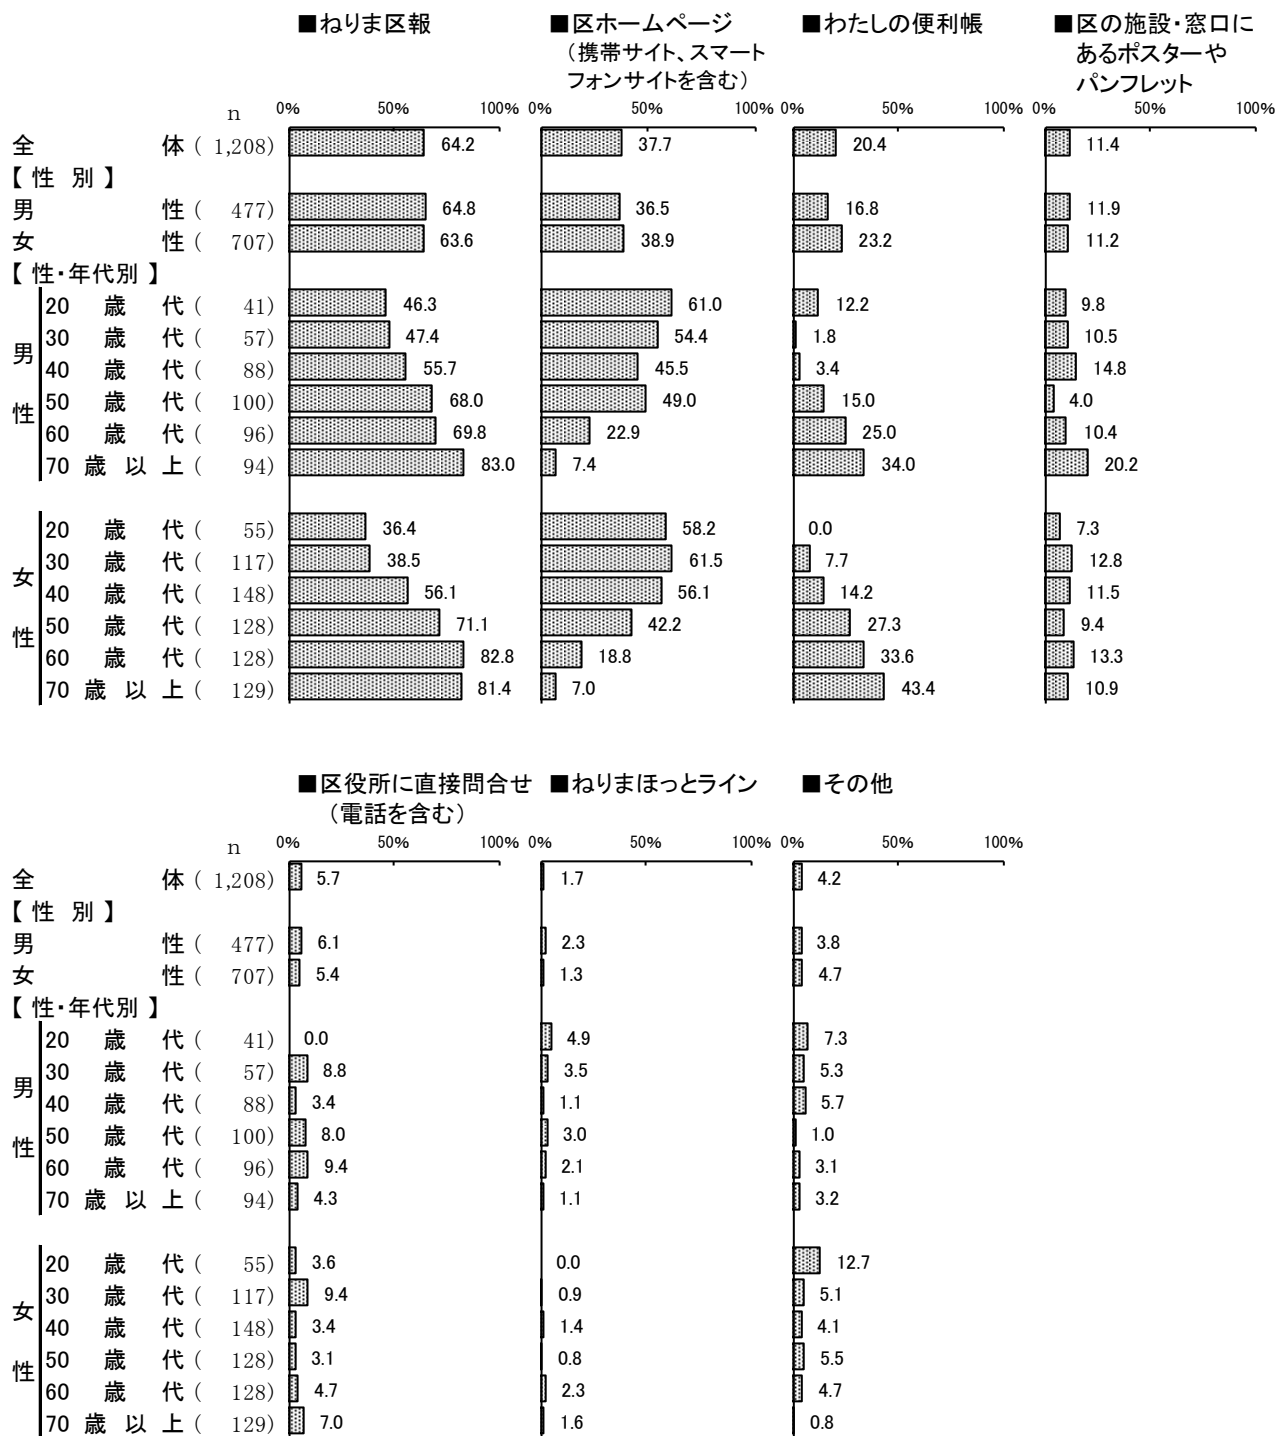 ■ねりま区報 ■区ホームページ ■わたしの便利帳 ■区の施設・窓口に
（携帯サイト、スマート あるポスターや
フォンサイトを含む） パンフレット
n 0% 50% 100% 0% 50% 100% 0% 50% 100% 0% 50% 100%
全体 ( 1,208) 64.2 37.7 20.4 11.4
【 性 別 】
男性 ( 477) 64.8 36.5 16.8 11.9
女性 ( 707) 63.6 38.9 23.2 11.2
【 性・年代別 】
男性
20 歳代 ( 41) 46.3 61.0 12.2 9.8
30 歳代 ( 57) 47.4 54.4 1.8 10.5
40 歳代 ( 88) 55.7 45.5 3.4 14.8
50 歳代 ( 100) 68.0 49.0 15.0 4.0
60 歳代 ( 96) 69.8 22.9 25.0 10.4
70 歳以上 ( 94) 83.0 7.4 34.0 20.2
女性
20 歳代 ( 55) 36.4 58.2 0.0 7.3
30 歳代 ( 117) 38.5 61.5 7.7 12.8
40 歳代 ( 148) 56.1 56.1 14.2 11.5
50 歳代 ( 128) 71.1 42.2 27.3 9.4
60 歳代 ( 128) 82.8 18.8 33.6 13.3
70 歳以上 ( 129) 81.4 7.0 43.4 10.9
■区役所に直接問合せ ■ねりまほっとライン ■その他
（電話を含む）
n 0% 50% 100% 0% 50% 100% 0% 50% 100%
全体 ( 1,208) 5.7 1.7 4.2
【 性 別 】
男性 ( 477) 6.1 2.3 3.8
女性 ( 707) 5.4 1.3 4.7
【 性・年代別 】
男性
20 歳代 ( 41) 0.0 4.9 7.3
30 歳代 ( 57) 8.8 3.5 5.3
40 歳代 ( 88) 3.4 1.1 5.7
50 歳代 ( 100) 8.0 3.0 1.0
60 歳代 ( 96) 9.4 2.1 3.1
70 歳以上 ( 94) 4.3 1.1 3.2
女性
20 歳代 ( 55) 3.6 0.0 12.7
30 歳代 ( 117) 9.4 0.9 5.1
40 歳代 ( 148) 3.4 1.4 4.1
50 歳代 ( 128) 3.1 0.8 5.5
60 歳代 ( 128) 4.7 2.3 4.7
70 歳以上 ( 129) 7.0 1.6 0.8